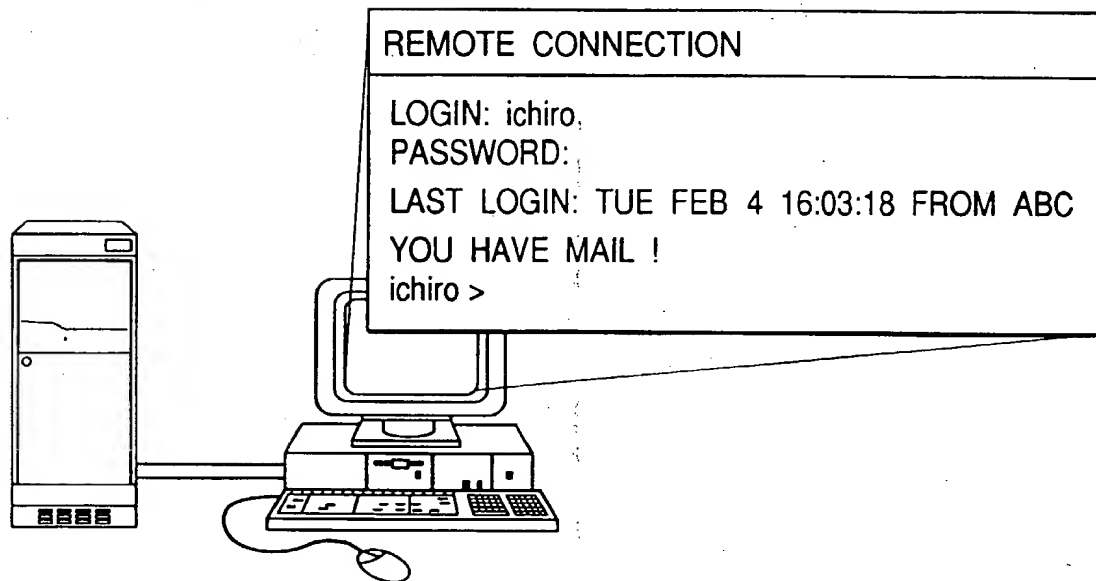 REMOTE CONNECTION
LOGIN: ichiro
PASSWORD:
LAST LOGIN: TUE FEB 4 16:03:18 FROM ABC
YOU HAVE MAIL !
ichiro >